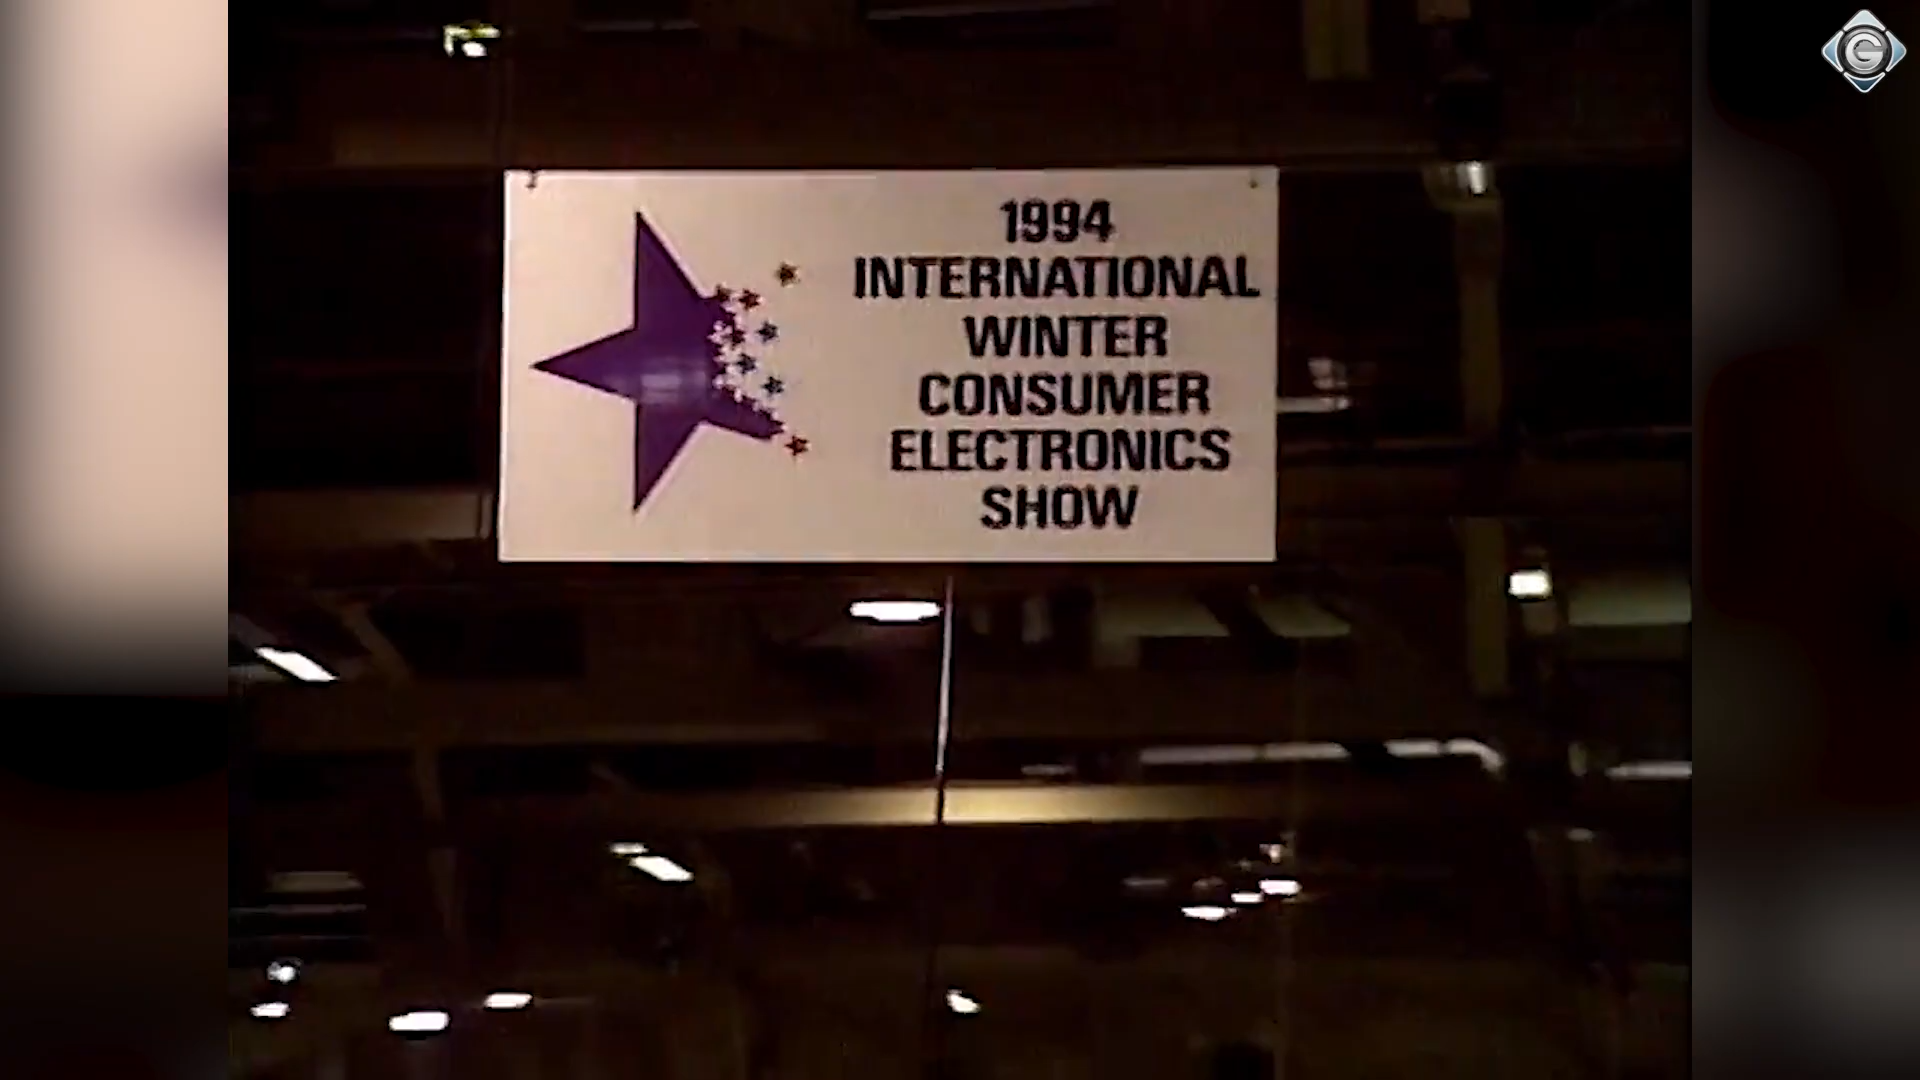 1994
INTERNATIONAL
WINTER
CONSUMER
ELECTRONICS
SHOW
G